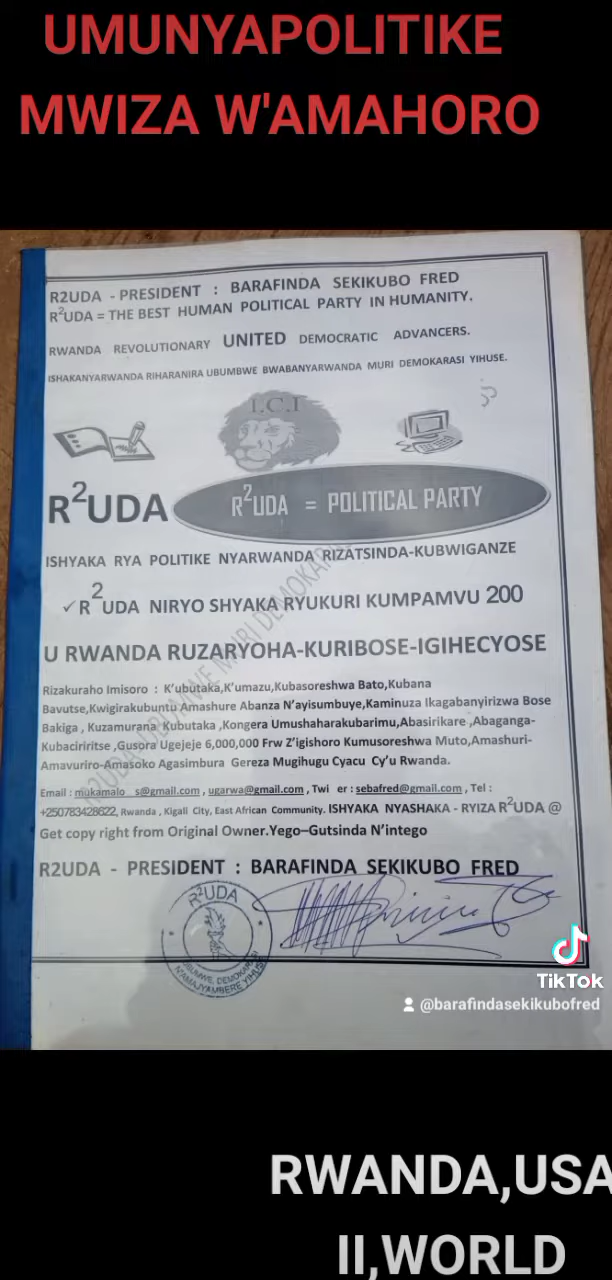 UMUNYAPOLITIKE
MWIZA W'AMAHORO
R2UDA - PRESIDENT : BARAFINDA SEKIKUBO FRED
R²UDA = THE BEST HUMAN POLITICAL PARTY IN HUMANITY.
RWANDA REVOLUTIONARY UNITED DEMOCRATIC ADVANCERS.
ISHAKANYARWANDA RIHARANIRA UBUMBWE BWABANYARWANDA MURI DEMOKARASI YIHUSE.
I.C.I
R²UDA
R²UDA = POLITICAL PARTY
ISHYAKA RYA POLITIKE NYARWANDA RIZATSINDA-KUBWIGANZE
✓R²UDA NIRYO SHYAKA RYUKURI KUMPAMVU 200
U RWANDA RUZARYOHA-KURIBOSE-IGIHECYOSE
Rizakuraho Imisoro : K'ubutaka,K'umazu,Kubasoreshwa Bato,Kubana
Bavutse,Kwigirakubuntu Amashure Abanza N'ayisumbuye,Kaminuza Ikagabanyirizwa Bose
Bakiga , Kuzamurana Kubutaka ,Kongera Umushaharakubarimu,Abasirikare ,Abaganga-
Kubaciriritse ,Gusora Ugejeje 6,000,000 Frw Z'igishoro Kumusoreshwa Muto,Amashuri-
Amavuriro-Amasoko Agasimbura Gereza Mugihugu Cyacu Cy'u Rwanda.
Email : mukamalo s@gmail.com , ugarwa@gmail.com , Twi er : sebafred@gmail.com , Tel :
+250783428622, Rwanda , Kigali City, East African Community. ISHYAKA NYASHAKA - RYIZA R²UDA @
Get copy right from Original Owner.Yego–Gutsinda N'intego
R2UDA - PRESIDENT : BARAFINDA SEKIKUBO FRED
R²UDA
TikTok
@barafindasekikubofred
RWANDA,USA
II,WORLD